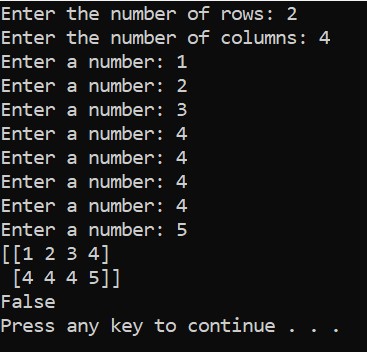 Enter the number of rows: 2
Enter the number of columns: 4
Enter a number: 1
Enter a number: 2
Enter a number: 3
Enter a number: 4
Enter a number: 4
Enter a number: 4
Enter a number: 4
Enter a number: 5
[[1 2 3 4]
 [4 4 4 5]]
False
Press any key to continue . . .